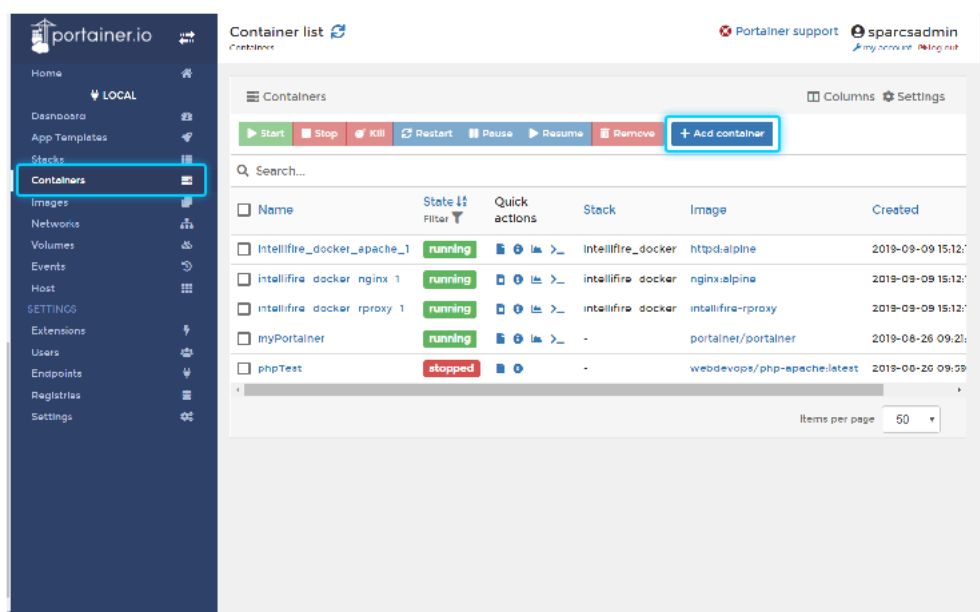 portainer.io
Container list
Containers
Portainer support
sparcsadmin
my account log out
Home
LOCAL
Dashboard
App Templates
Stacks
Containers
Images
Networks
Volumes
Events
Host
SETTINGS
Extensions
Users
Endpoints
Registries
Settings
Containers
Columns Settings
Start Stop Kill Restart Pause Resume Remove + Add container
Search...
Name State Filter Quick actions Stack Image Created
intellifire_docker_apache_1 running intellifire_docker httpd:alpine 2019-09-09 15:12:
intellifire_docker_nginx_1 running intellifire_docker nginx:alpine 2019-09-09 15:12:
intellifire_docker_rproxy_1 running intellifire_docker intellifire-rproxy 2019-09-09 15:12:
myPortainer running - portainer/portainer 2019-08-26 09:21:
phpTest stopped - webdevops/php-apache:latest 2019-08-26 09:59
Items per page 50